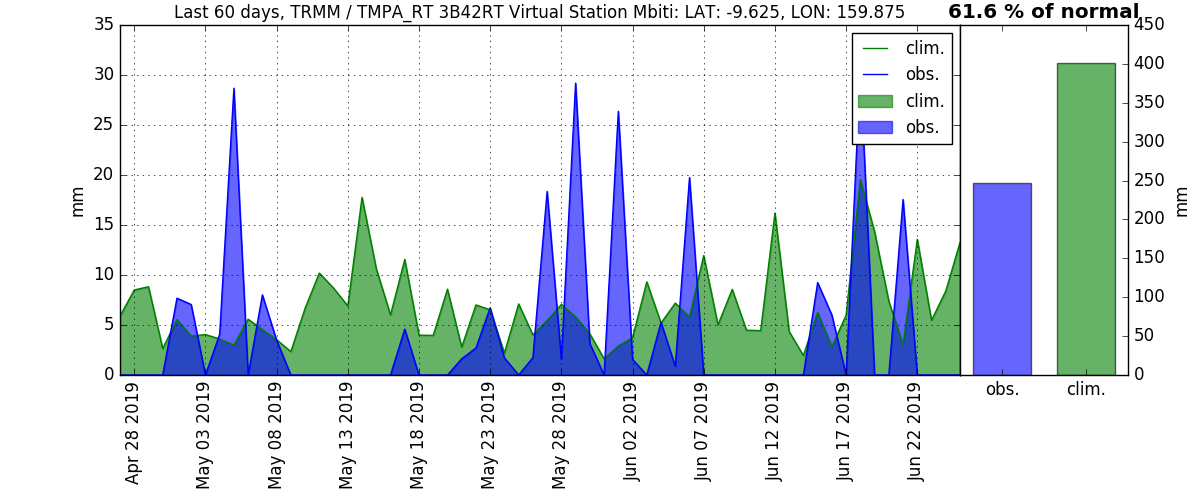 Last 60 days, TRMM / TMPA_RT 3B42RT Virtual Station Mbiti: LAT: -9.625, LON: 159.875
61.6 % of normal
mm
35
30
25
20
15
10
5
0
clim.
obs.
clim.
obs.
450
400
350
300
250
200
150
100
50
0
mm
Apr 28 2019
May 03 2019
May 08 2019
May 13 2019
May 18 2019
May 23 2019
May 28 2019
Jun 02 2019
Jun 07 2019
Jun 12 2019
Jun 17 2019
Jun 22 2019
obs.
clim.